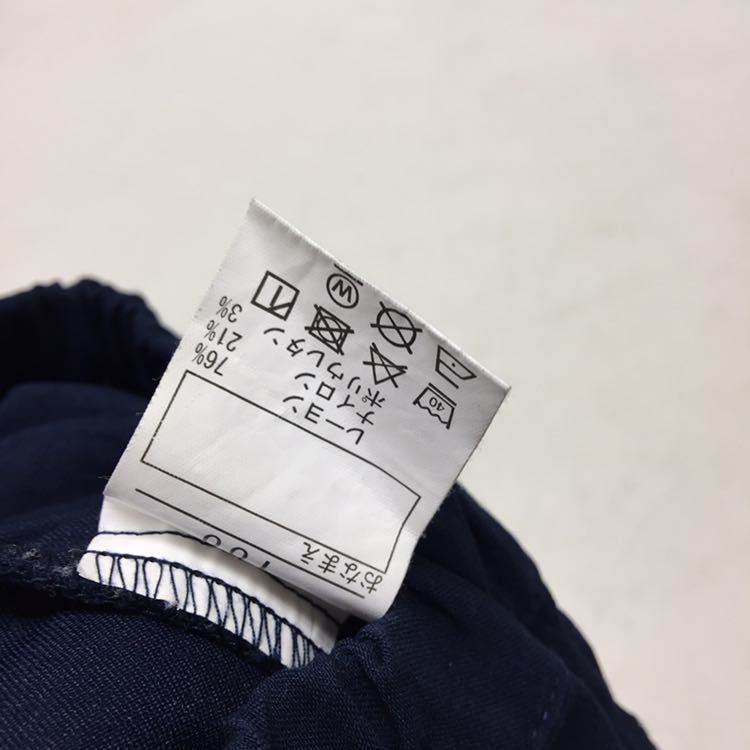 おなまえ
レーヨン 76%
ナイロン 21%
ポリウレタン 3%
40
W